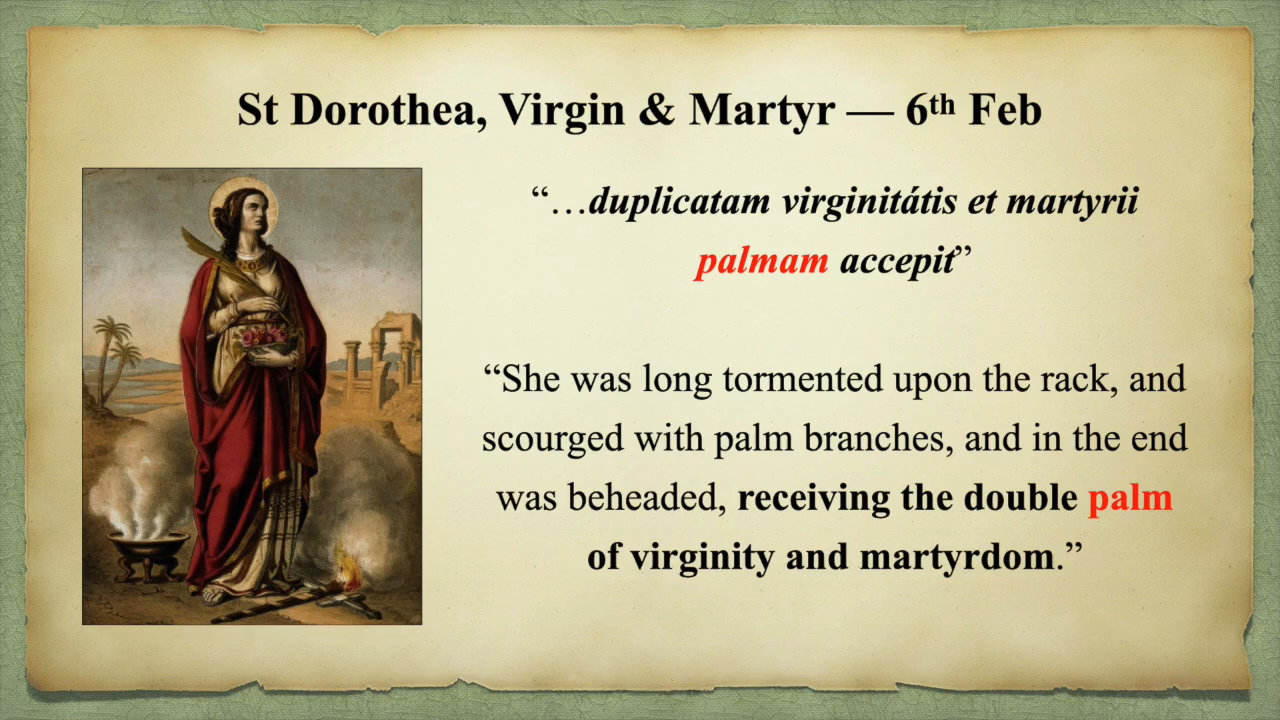 St Dorothea, Virgin & Martyr — 6th Feb
“…duplicatam virginitátis et martyrii
palmam accepit”
“She was long tormented upon the rack, and
scourged with palm branches, and in the end
was beheaded, receiving the double palm
of virginity and martyrdom.”